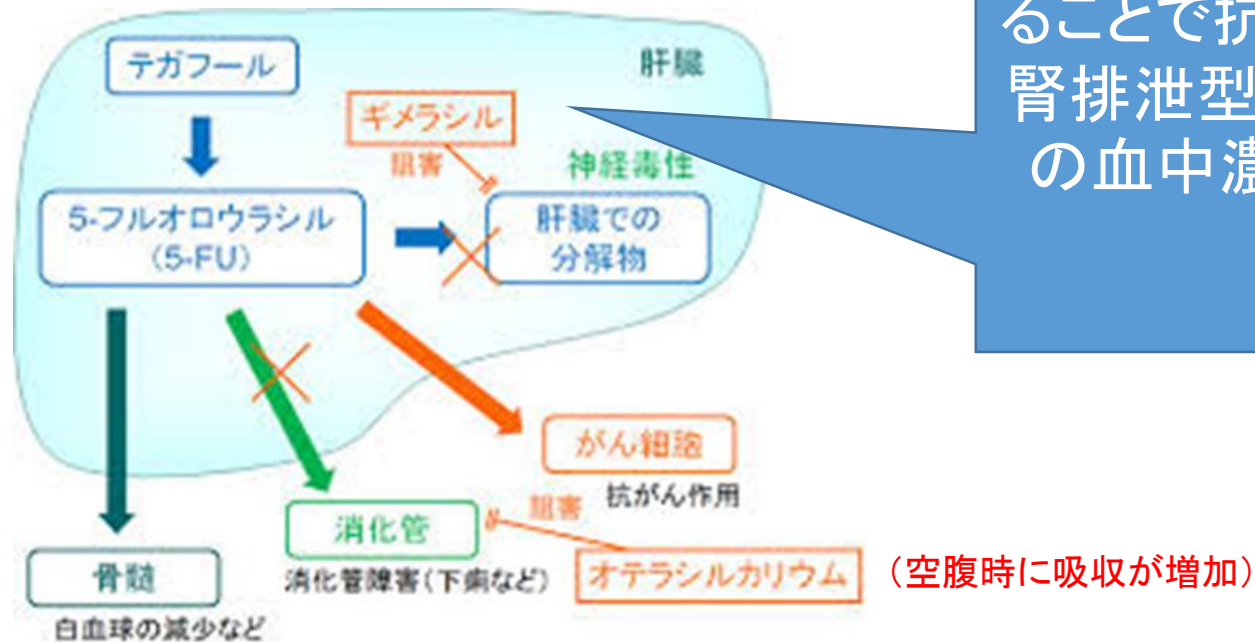 ることで抗
腎排泄型
の血中濃
テガフール
肝臓
ギメラシル
阻害
神経毒性
5-フルオロウラシル
(5-FU)
肝臓での
分解物
がん細胞
抗がん作用
阻害
消化管
消化管障害(下痢など)
オテラシルカリウム
(空腹時に吸収が増加)
骨髄
白血球の減少など